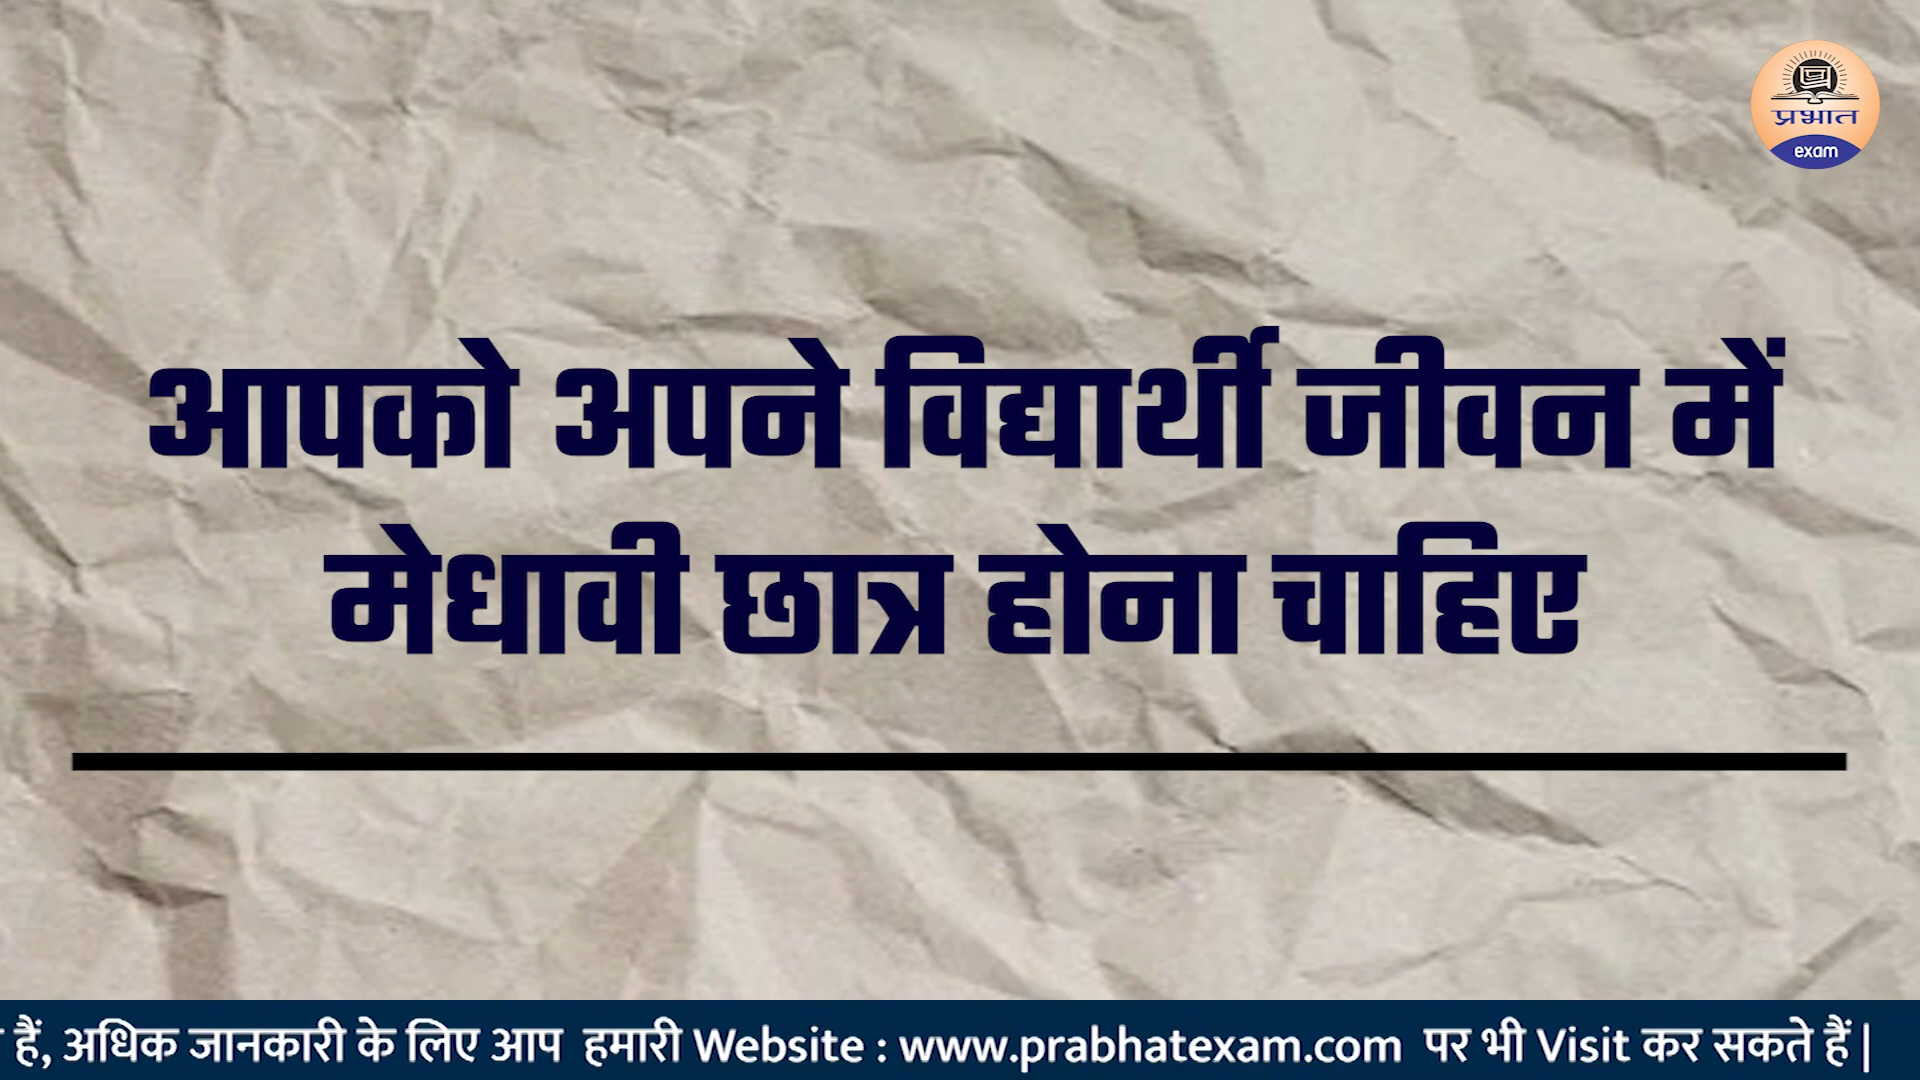 प्रभात
exam
आपको अपने विद्यार्थी जीवन में
मेधावी छात्र होना चाहिए
हैं, अधिक जानकारी के लिए आप हमारी Website : www.prabhatexam.com पर भी Visit कर सकते हैं |